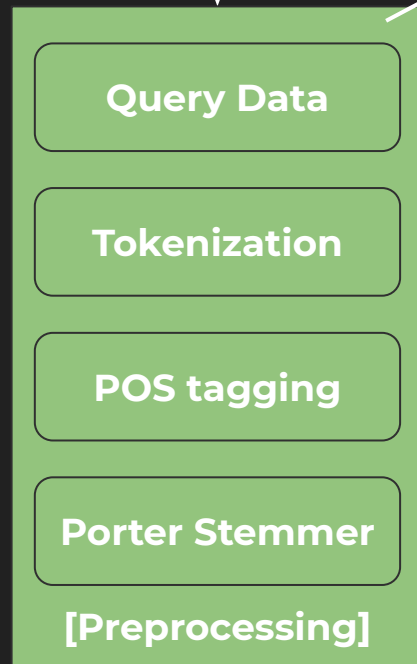 Query Data
Tokenization
POS tagging
Porter Stemmer
[Preprocessing]